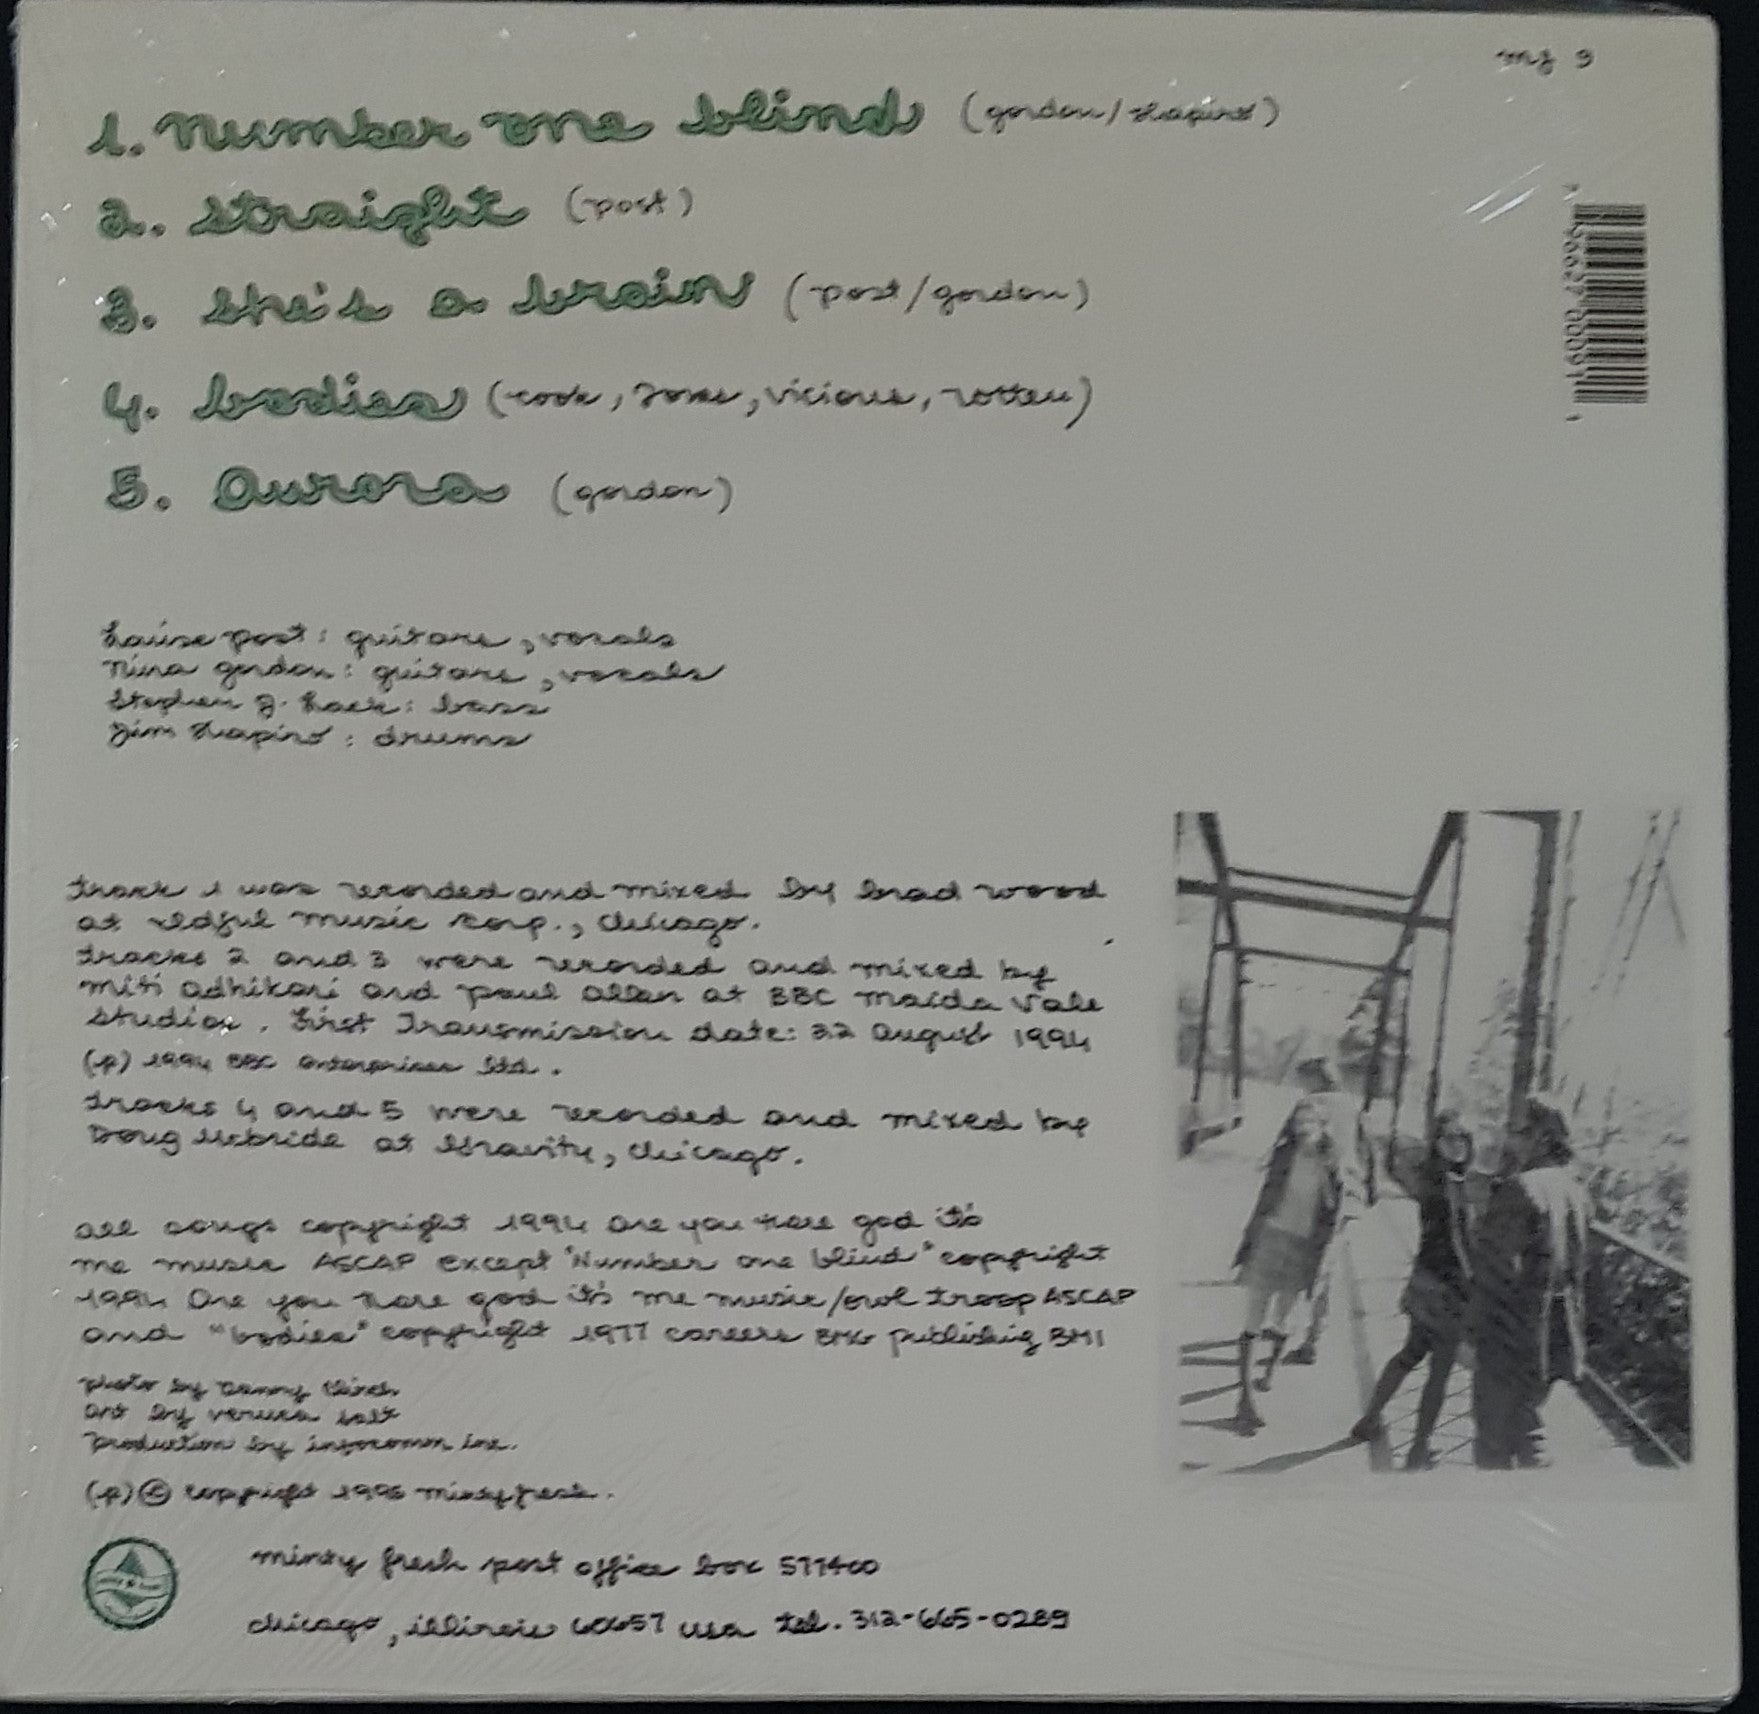 mf 9
1. Number one blind (gordon/shapiro)
2. straight (post)
3. she's a brain (post/gordon)
4. bodies (cook, jones, vicious, rotten)
5. Aurora (gordon)
louise post: guitars, vocals
nina gordon: guitars, vocals
Stephen J. Lack: bass
jim shapiro: drums
track 1 was recorded and mixed by brad wood
at idful music corp., Chicago.
tracks 2 and 3 were recorded and mixed by
miti adhikari and paul allen at BBC Maida Vale
studios. First Transmission date: 22 August 1994
(p) 1994 BBC enterprises ltd.
tracks 4 and 5 were recorded and mixed by
Doug McBride at Gravity, Chicago.
all songs copyright 1994 are you there god it's
me music ASCAP except "Number one blind" copyright
1994 Are you there god it's me music/owl troop ASCAP
and "bodies" copyright 1977 careers BMG publishing BMI
photo by Danny Clinch
art by veruca salt
production by infocomm inc.
(p)© copyright 1995 mintyfresh.
minty fresh post office box 577400
chicago, illinois 60657 usa tel. 312-665-0289